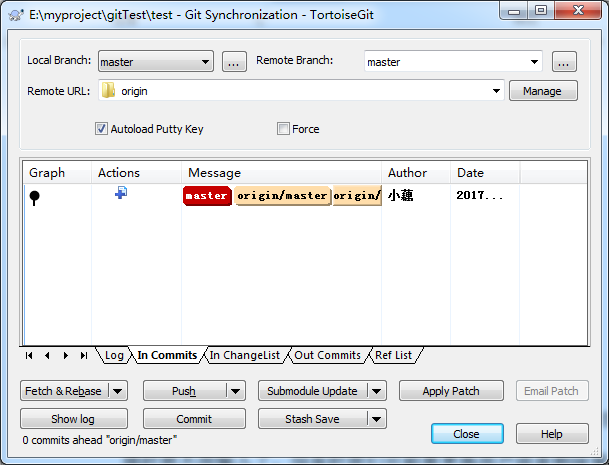 E:\myproject\gitTest\test - Git Synchronization - TortoiseGit
Local Branch: master ... Remote Branch: master ...
Remote URL: origin Manage
Autoload Putty Key Force
Graph Actions Message Author Date
master origin/master origin/ 小蕴 2017...
Log In Commits In ChangeList Out Commits Ref List
Fetch & Rebase Push Submodule Update Apply Patch Email Patch
Show log Commit Stash Save
0 commits ahead "origin/master"
Close Help